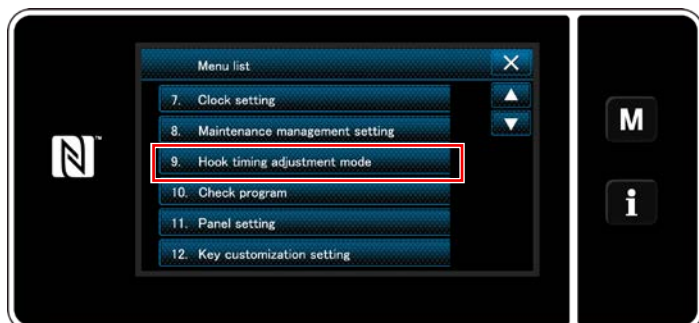 Menu list
7. Clock setting
8. Maintenance management setting
9. Hook timing adjustment mode
10. Check program
11. Panel setting
12. Key customization setting
M
i